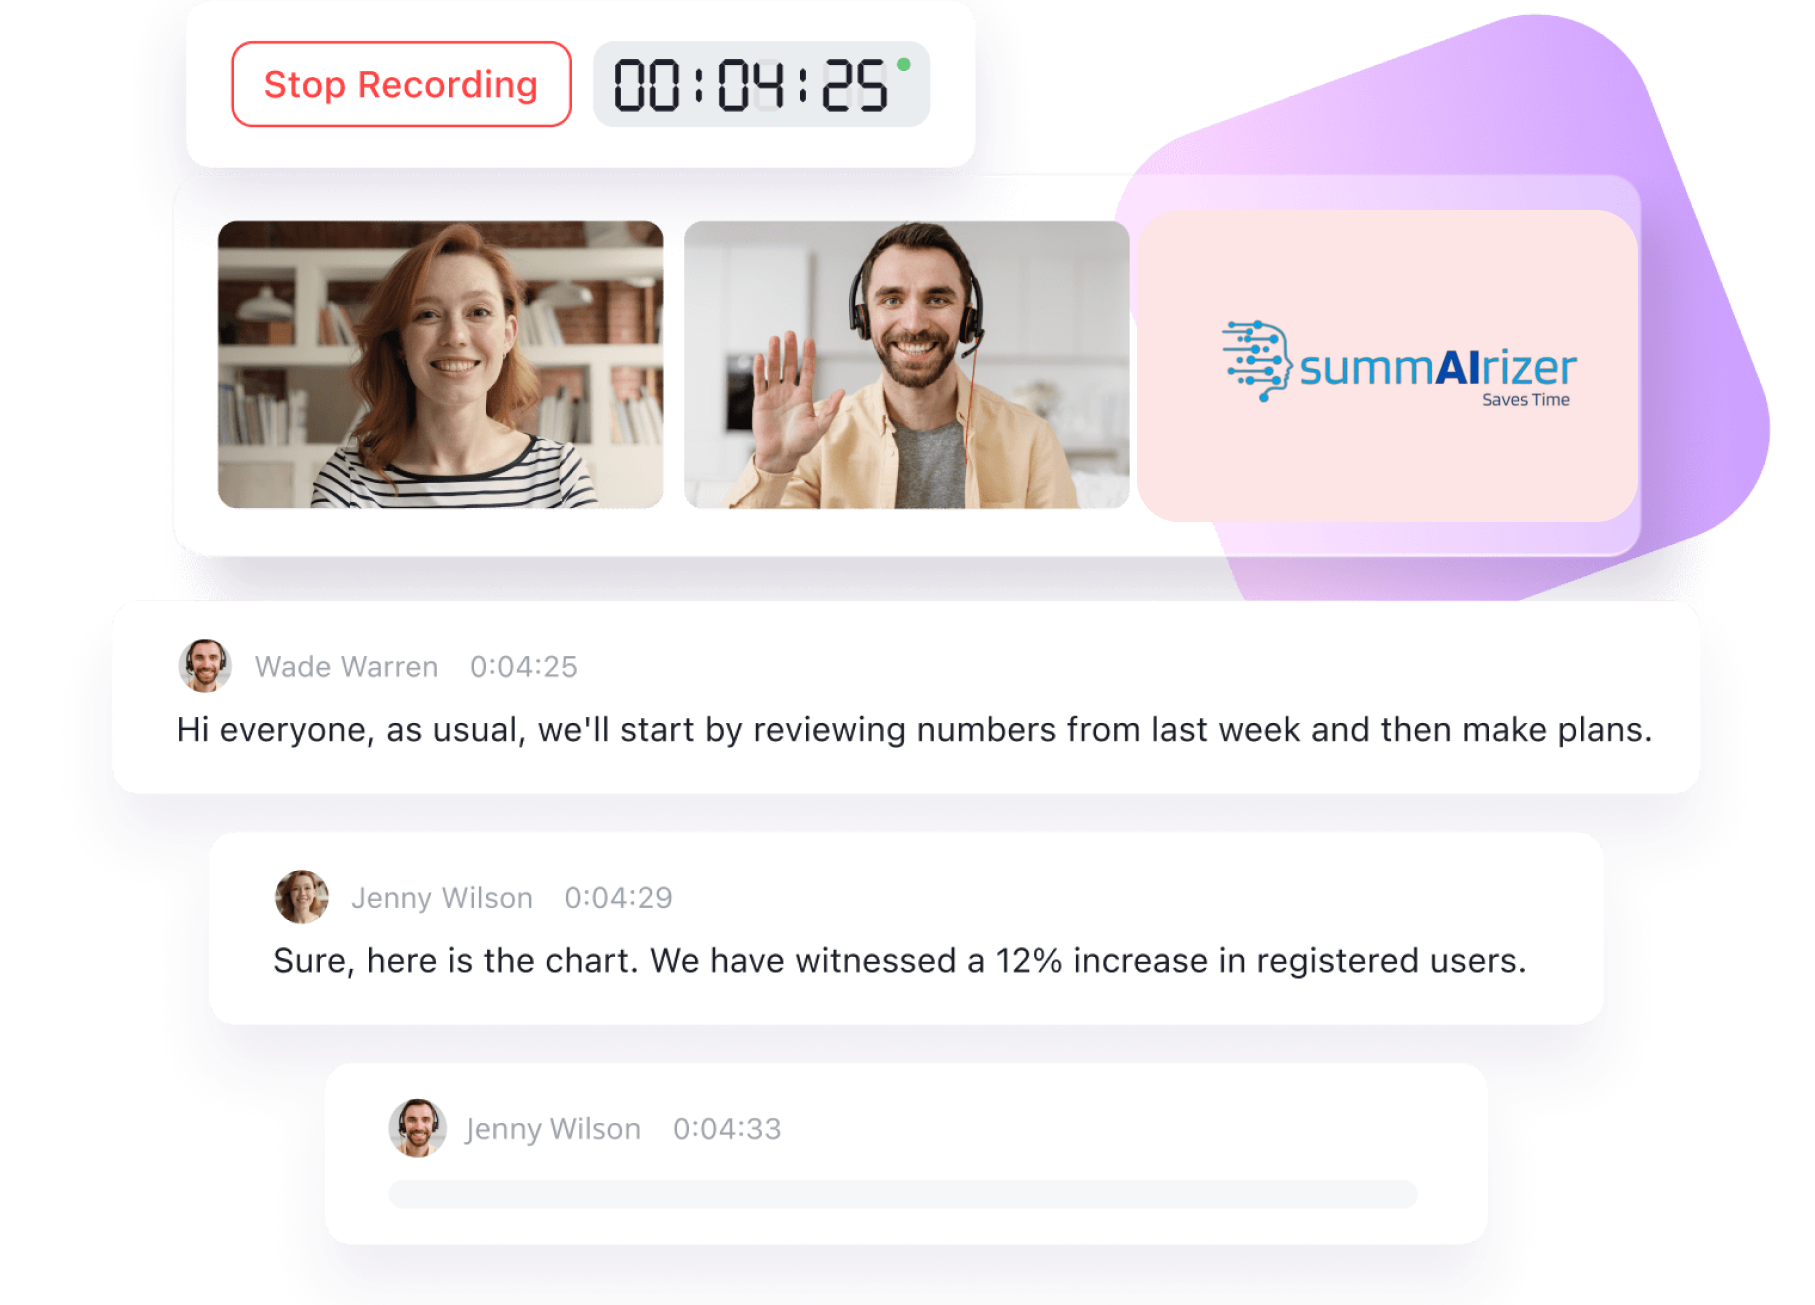 Stop Recording
00:04:25
summAIrizer
Saves Time
Wade Warren 0:04:25
Hi everyone, as usual, we'll start by reviewing numbers from last week and then make plans.
Jenny Wilson 0:04:29
Sure, here is the chart. We have witnessed a 12% increase in registered users.
Jenny Wilson 0:04:33